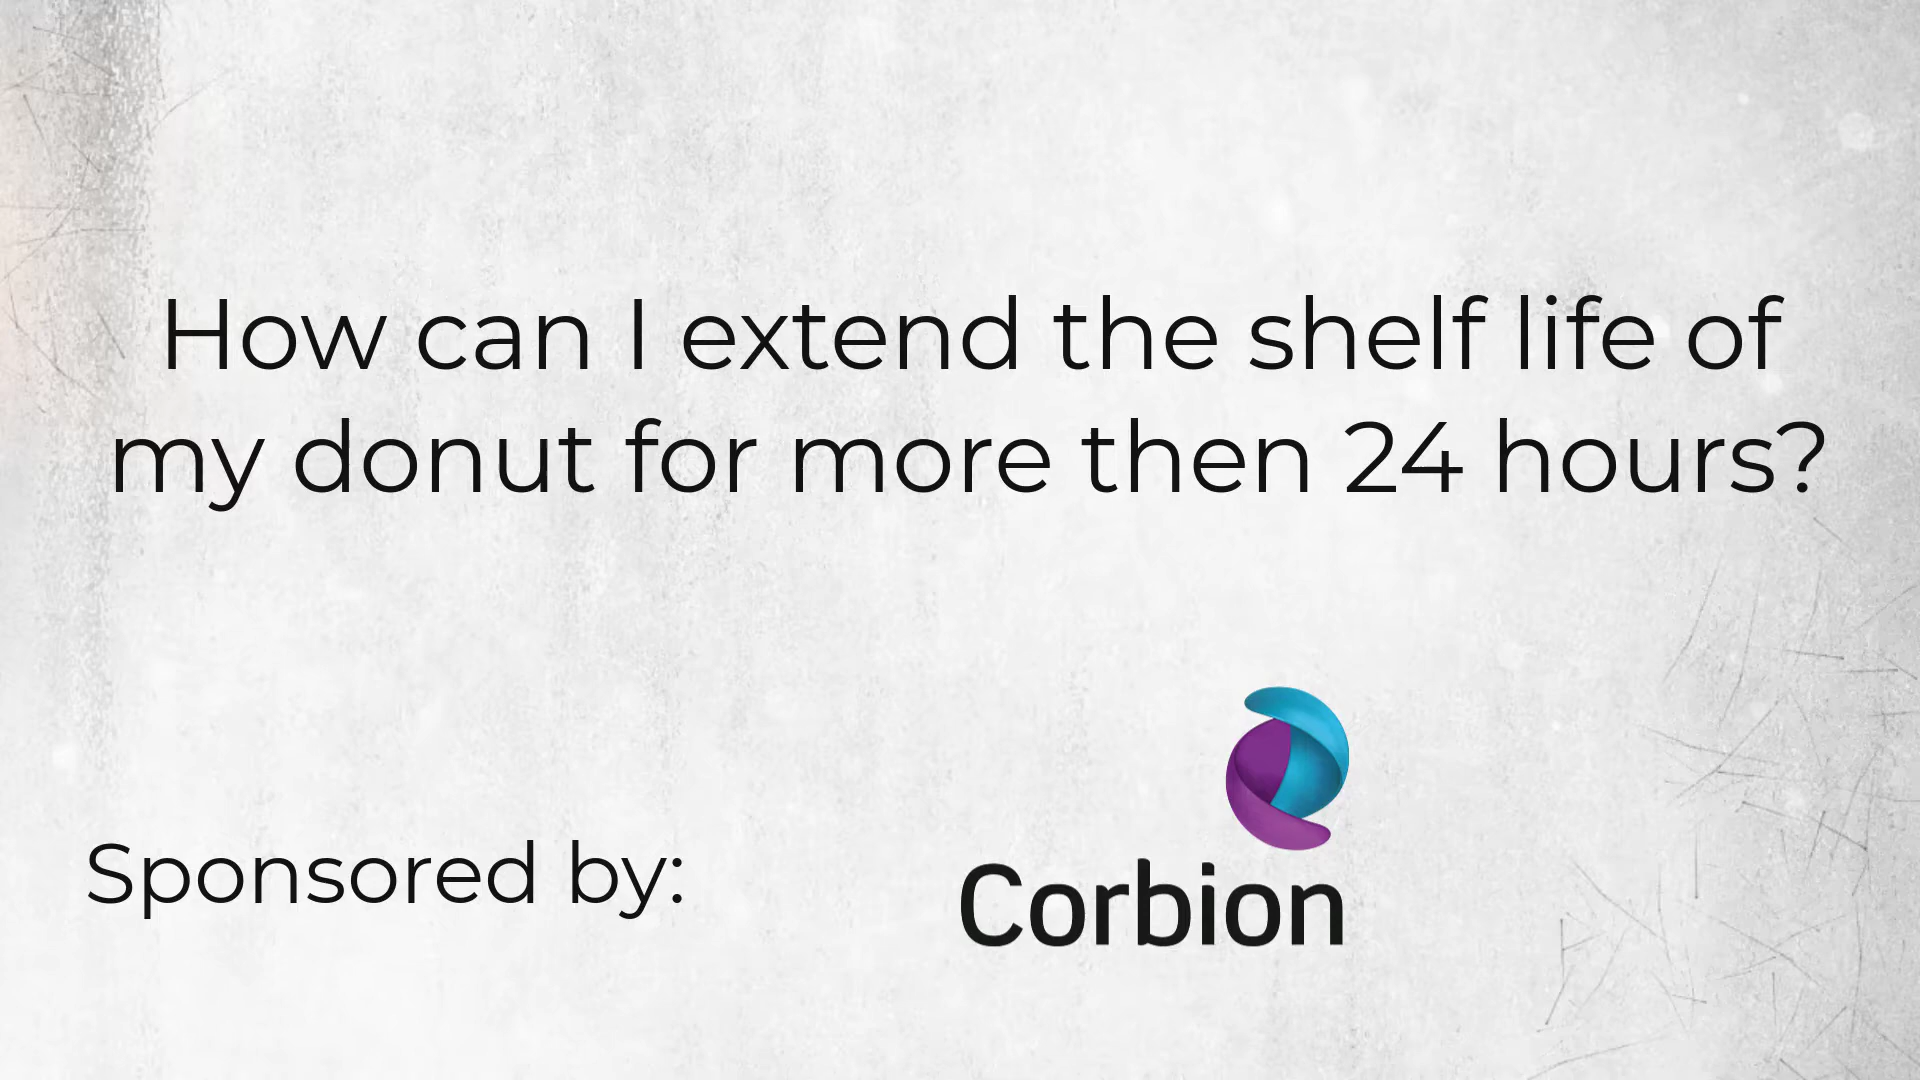 How can I extend the shelf life of
my donut for more then 24 hours?
Sponsored by:
Corbion